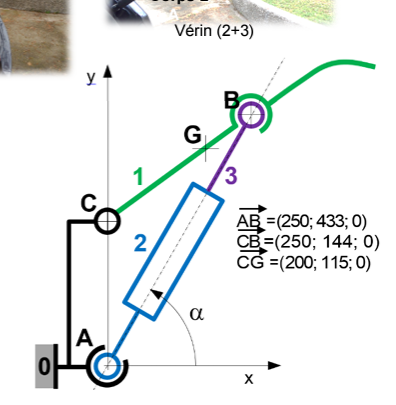 Vérin (2+3)
y
B
G
1
3
C
AB =(250; 433; 0)
CB =(250; 144; 0)
CG =(200; 115; 0)
2
α
A
0
x